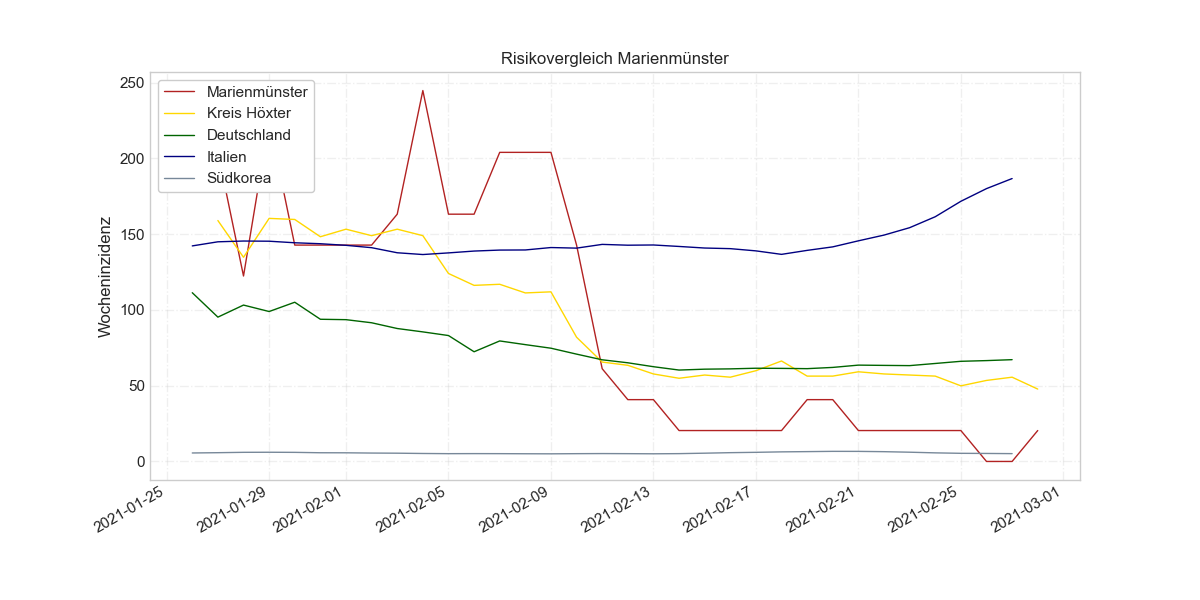 Risikovergleich Marienmünster
Wocheninzidenz
250
200
150
100
50
0
Marienmünster
Kreis Höxter
Deutschland
Italien
Südkorea
2021-01-25
2021-01-29
2021-02-01
2021-02-05
2021-02-09
2021-02-13
2021-02-17
2021-02-21
2021-02-25
2021-03-01